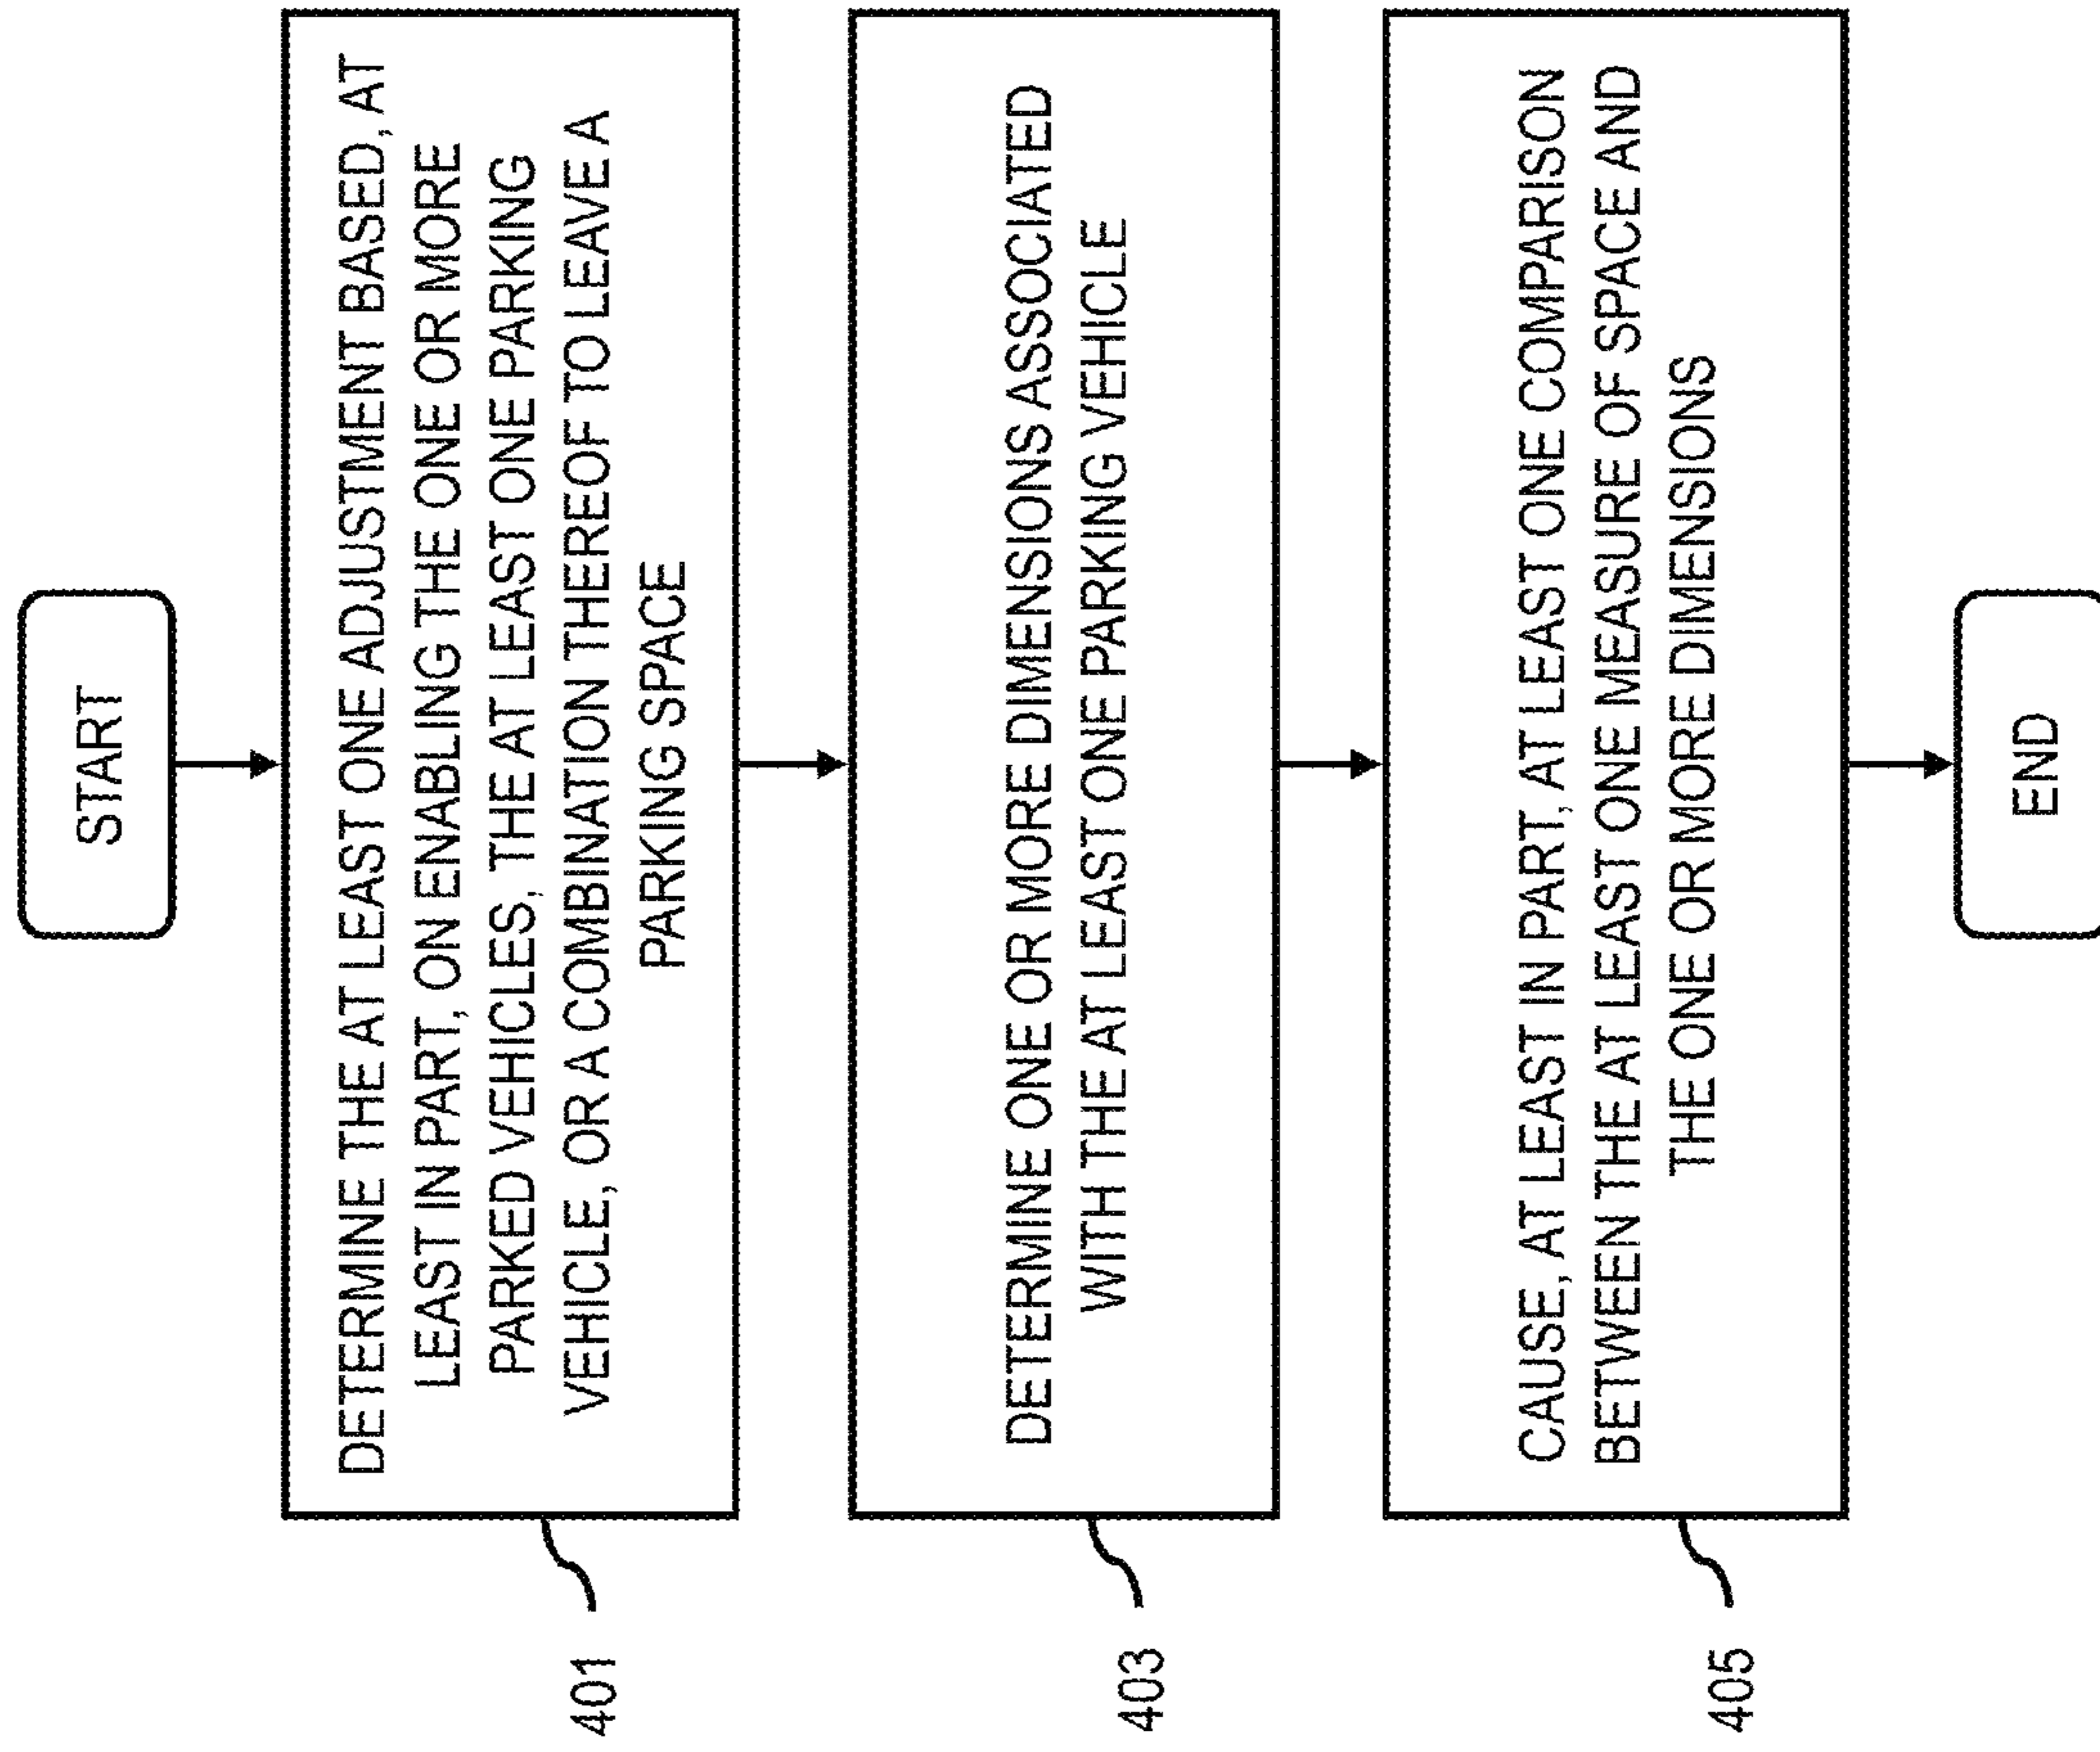 START
DETERMINE THE AT LEAST ONE ADJUSTMENT BASED, AT
LEAST IN PART, ON ENABLING THE ONE OR MORE
PARKED VEHICLES, THE AT LEAST ONE PARKING
VEHICLE, OR A COMBINATION THEREOF TO LEAVE A
PARKING SPACE
401
DETERMINE ONE OR MORE DIMENSIONS ASSOCIATED
WITH THE AT LEAST ONE PARKING VEHICLE
403
CAUSE, AT LEAST IN PART, AT LEAST ONE COMPARISON
BETWEEN THE AT LEAST ONE MEASURE OF SPACE AND
THE ONE OR MORE DIMENSIONS
405
END